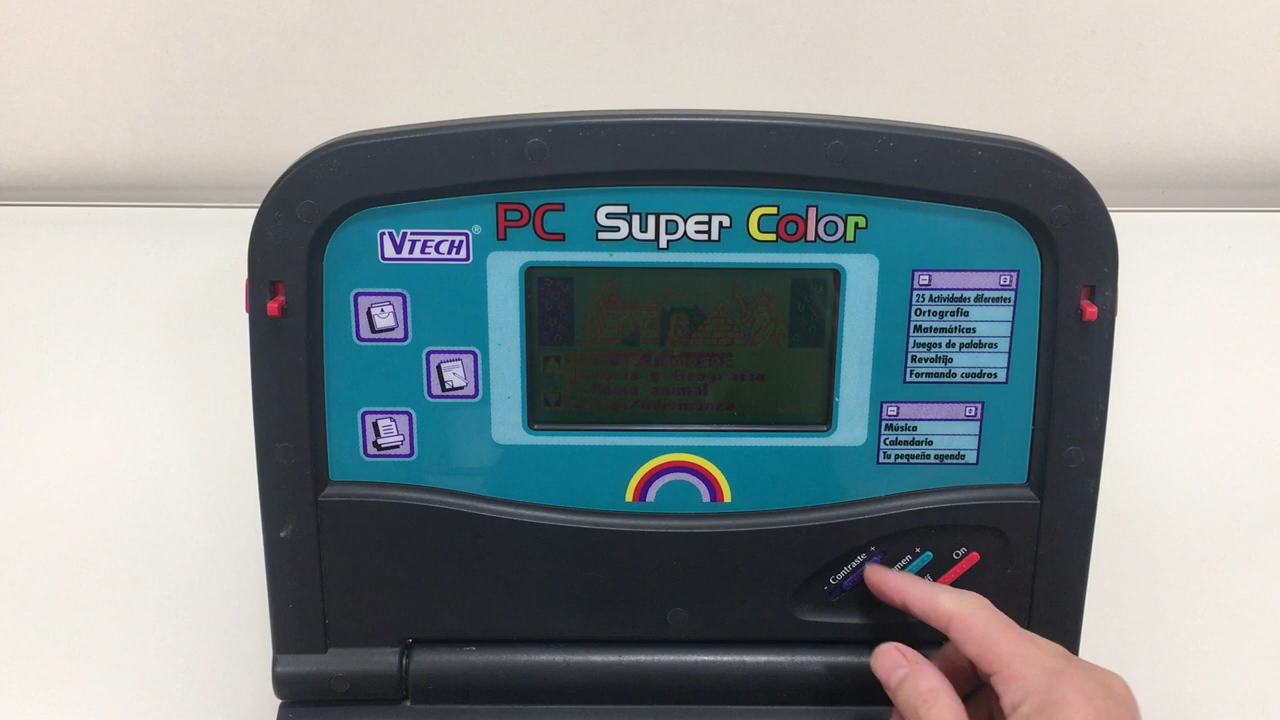 PC Super Color
VTECH®
25 Actividades diferentes
Ortografía
Matemáticas
Juegos de palabras
Revoltijo
Formando cuadros
Música
Calendario
Tu pequeña agenda
animal
- Contraste +
+
On